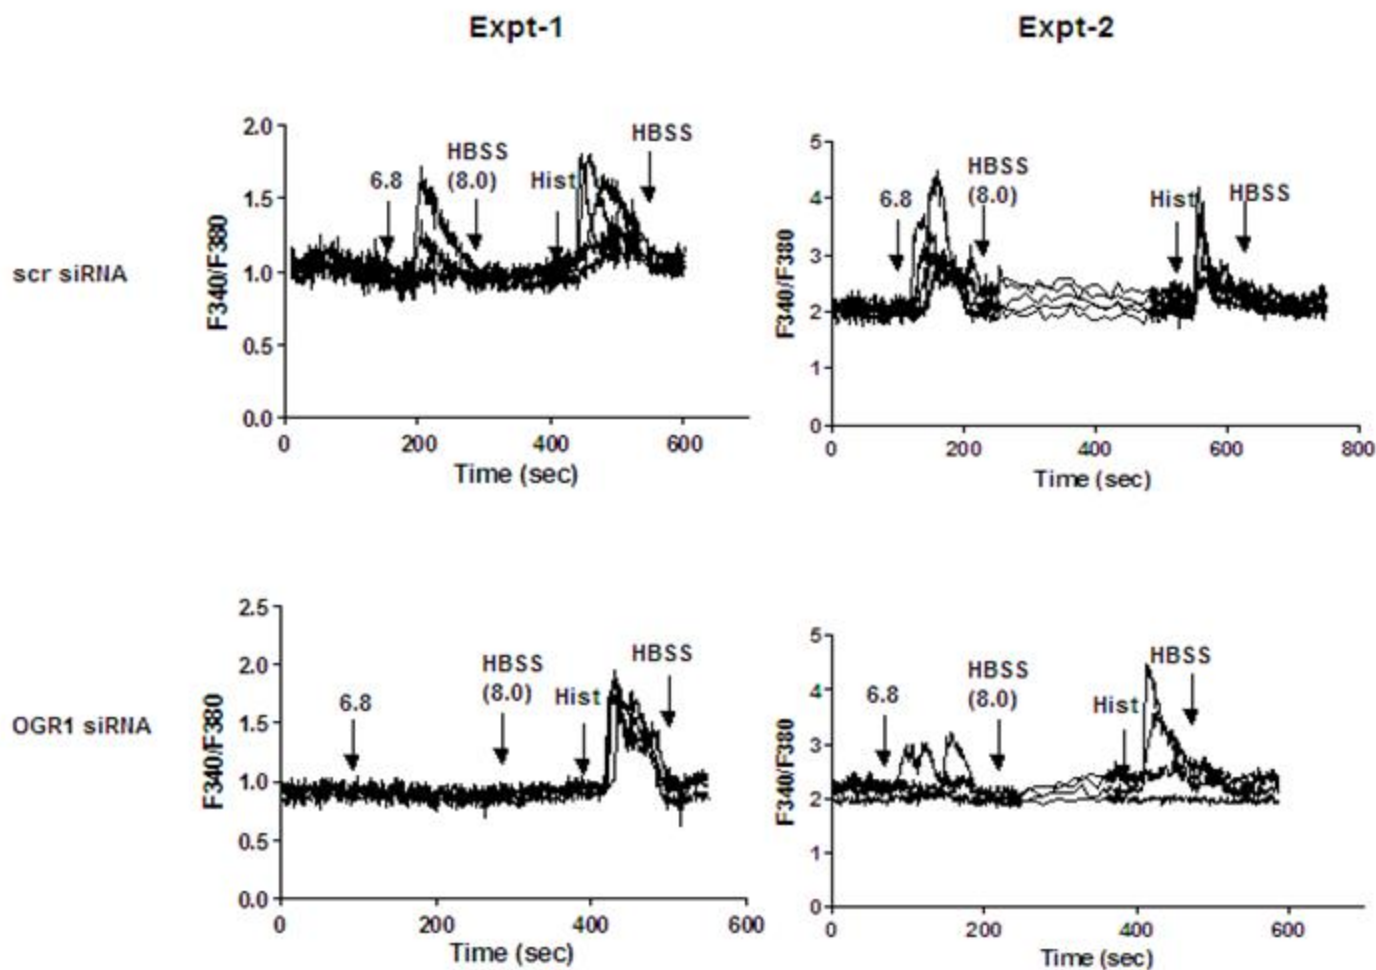 Expt-1
Expt-2
scr siRNA
F340/F380
2.0
1.5
1.0
0.5
0.0
6.8
HBSS
(8.0)
Hist
HBSS
0
200
400
600
Time (sec)
F340/F380
5
4
3
2
1
0
6.8
HBSS
(8.0)
Hist
HBSS
0
200
400
600
800
Time (sec)
OGR1 siRNA
F340/F380
2.5
2.0
1.5
1.0
0.5
0.0
6.8
HBSS
(8.0)
Hist
HBSS
0
200
400
600
Time (sec)
F340/F380
5
4
3
2
1
0
6.8
HBSS
(8.0)
Hist
HBSS
0
200
400
600
Time (sec)